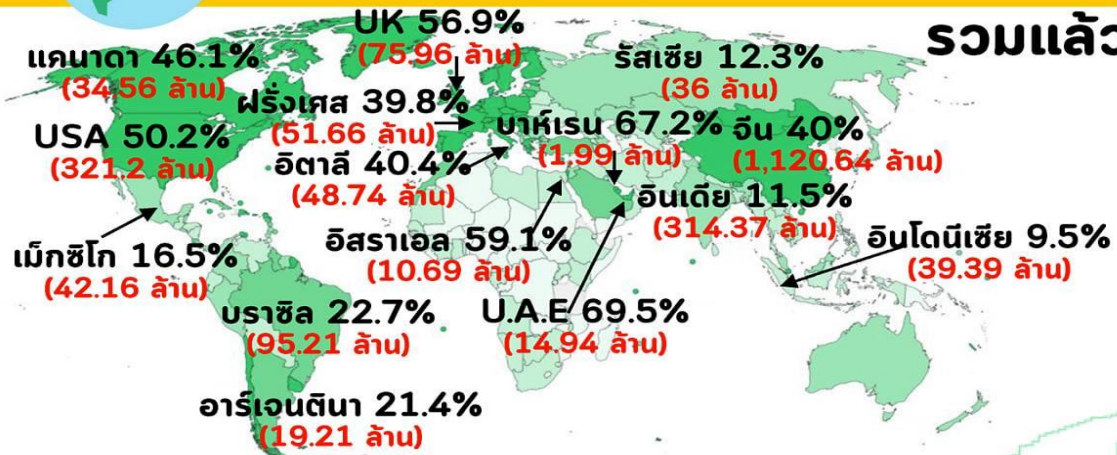 รวมแล้ว
UK 56.9%
(75.96 ล้าน)
แคนาดา 46.1%
(34.56 ล้าน)
รัสเซีย 12.3%
(36 ล้าน)
ฝรั่งเศส 39.8%
(51.66 ล้าน)
USA 50.2%
(321.2 ล้าน)
บาห์เรน 67.2%
(1.99 ล้าน)
จีน 40%
(1,120.64 ล้าน)
อิตาลี 40.4%
(48.74 ล้าน)
อินเดีย 11.5%
(314.37 ล้าน)
อิสราเอล 59.1%
(10.69 ล้าน)
อินโดนีเซีย 9.5%
(39.39 ล้าน)
เม็กซิโก 16.5%
(42.16 ล้าน)
บราซิล 22.7%
(95.21 ล้าน)
U.A.E 69.5%
(14.94 ล้าน)
อาร์เจนตินา 21.4%
(19.21 ล้าน)